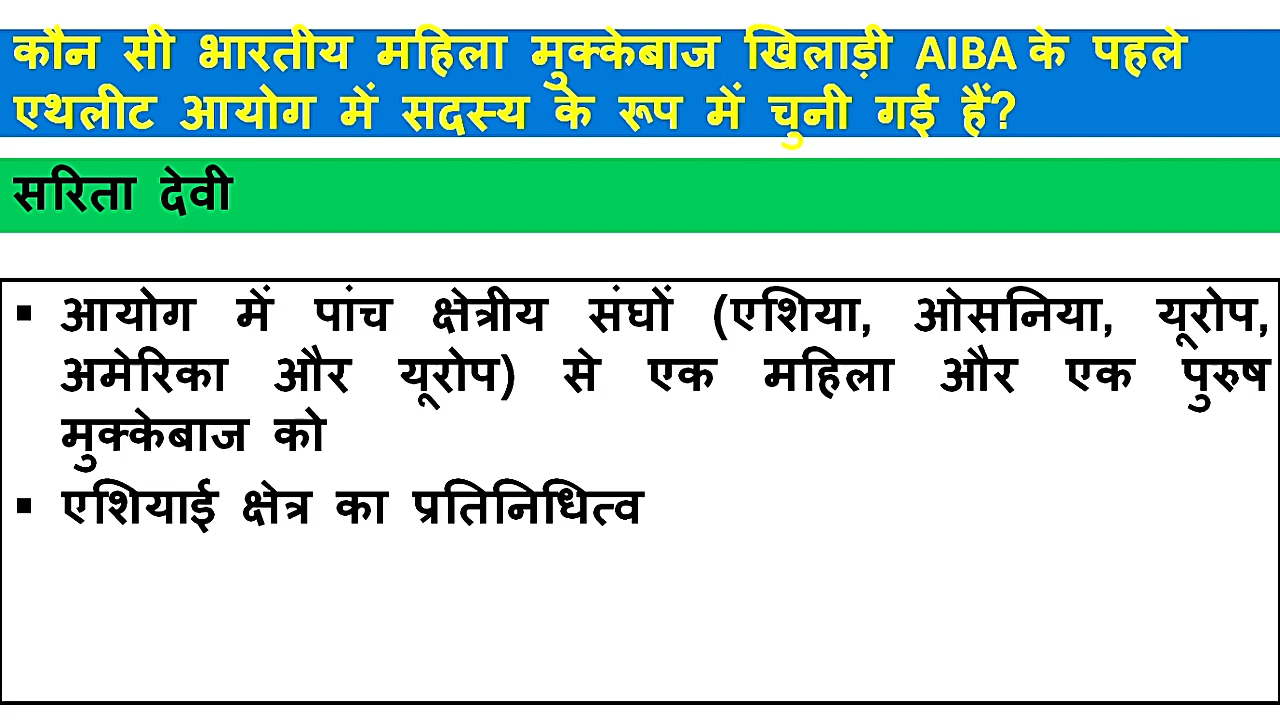 कौन सी भारतीय महिला मुक्केबाज खिलाड़ी AIBA के पहले
एथलीट आयोग में सदस्य के रूप में चुनी गई हैं?
सरिता देवी
▪ आयोग में पांच क्षेत्रीय संघों (एशिया, ओसनिया, यूरोप,
अमेरिका और यूरोप) से एक महिला और एक पुरुष
मुक्केबाज को
▪ एशियाई क्षेत्र का प्रतिनिधित्व